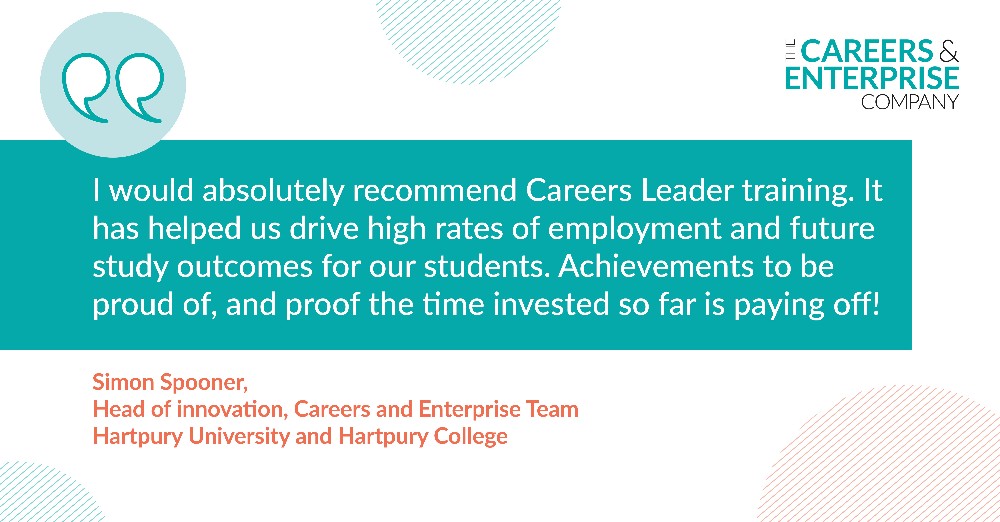 THE CAREERS &
ENTERPRISE
COMPANY
I would absolutely recommend Careers Leader training. It
has helped us drive high rates of employment and future
study outcomes for our students. Achievements to be
proud of, and proof the time invested so far is paying off!
Simon Spooner,
Head of innovation, Careers and Enterprise Team
Hartpury University and Hartpury College